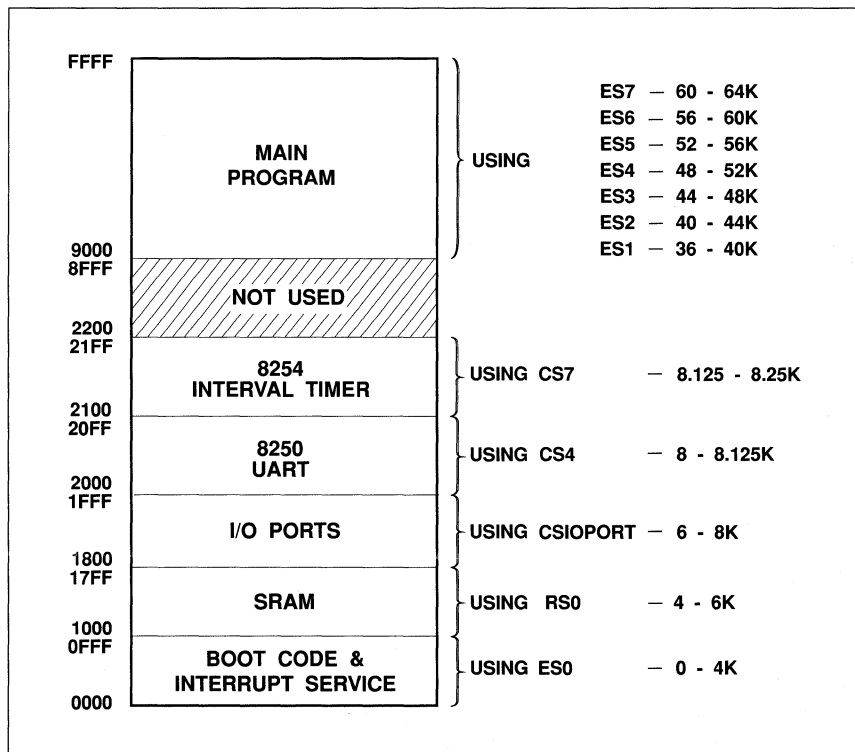 FFFF
MAIN
PROGRAM
USING
ES7 — 60 - 64K
ES6 — 56 - 60K
ES5 — 52 - 56K
ES4 — 48 - 52K
ES3 — 44 - 48K
ES2 — 40 - 44K
ES1 — 36 - 40K
9000
8FFF
NOT USED
2200
21FF
8254
INTERVAL TIMER
USING CS7 — 8.125 - 8.25K
2100
20FF
8250
UART
USING CS4 — 8 - 8.125K
2000
1FFF
I/O PORTS
USING CSIOPORT — 6 - 8K
1800
17FF
SRAM
USING RS0 — 4 - 6K
1000
0FFF
BOOT CODE &
INTERRUPT SERVICE
USING ES0 — 0 - 4K
0000